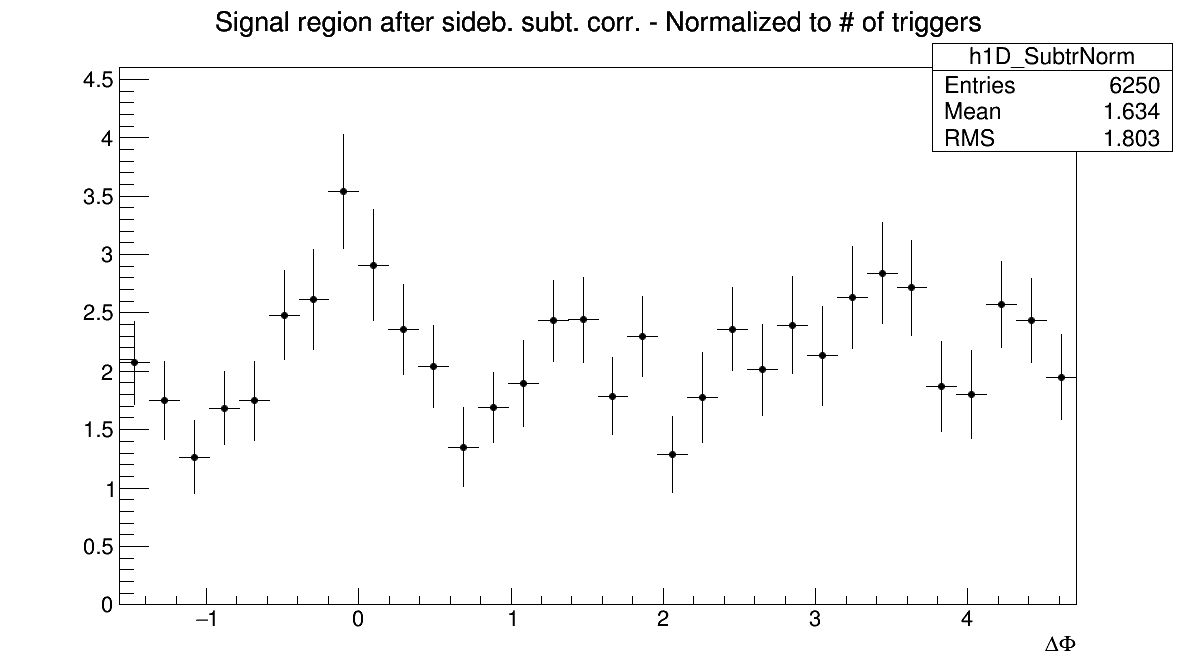 Signal region after sideb. subt. corr. - Normalized to # of triggers
h1D_SubtrNorm
Entries 6250
Mean 1.634
RMS 1.803
4.5
4
3.5
3
2.5
2
1.5
1
0.5
0
−1 0 1 2 3 4
ΔΦ